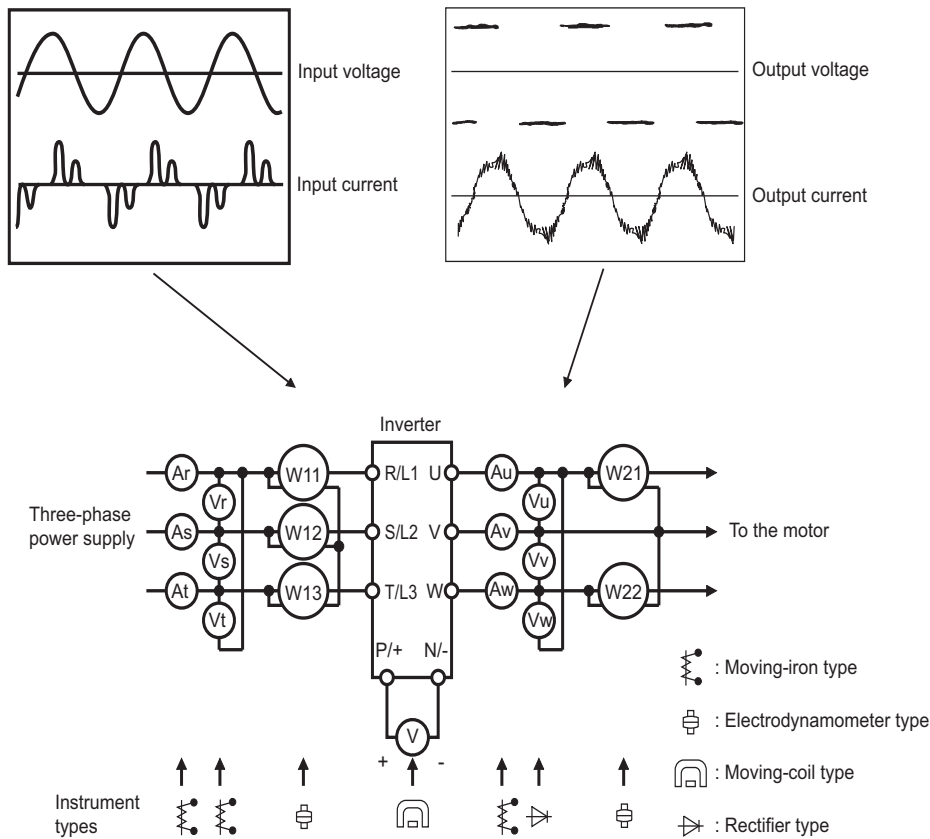 Input voltage
Output voltage
Input current
Output current
Inverter
Ar
W11
R/L1
U
Au
W21
Vr
Vu
Three-phase
power supply
As
W12
S/L2
V
Av
To the motor
Vs
Vv
At
W13
T/L3
W
Aw
W22
Vt
Vw
P/+
N/-
: Moving-iron type
: Electrodynamometer type
V
+
-
: Moving-coil type
Instrument
types
: Rectifier type